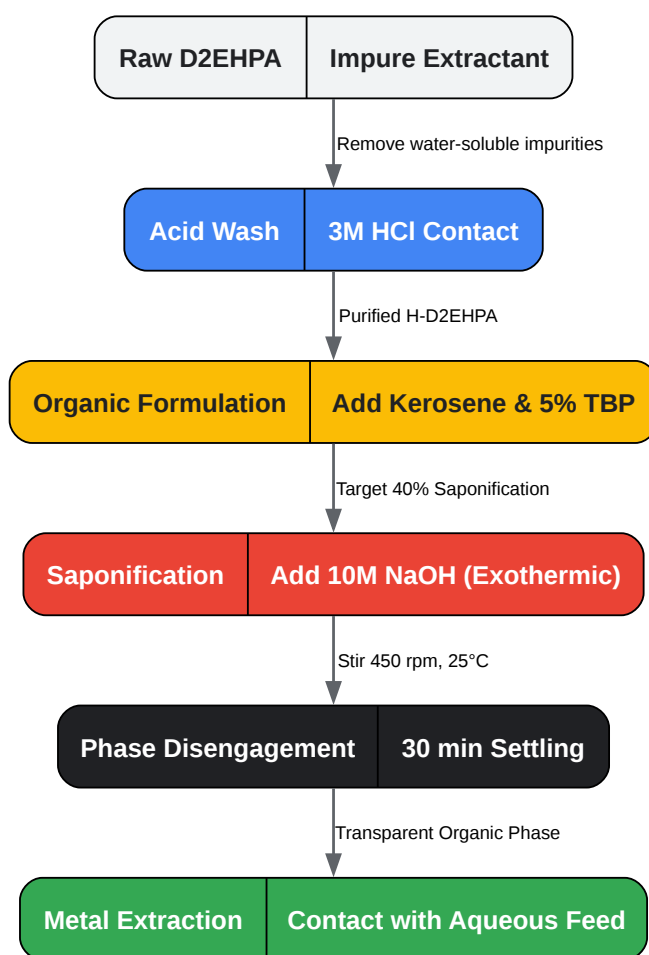 Raw D2EHPA Impure Extractant
Remove water-soluble impurities
Acid Wash 3M HCl Contact
Purified H-D2EHPA
Organic Formulation Add Kerosene & 5% TBP
Target 40% Saponification
Saponification Add 10M NaOH (Exothermic)
Stir 450 rpm, 25°C
Phase Disengagement 30 min Settling
Transparent Organic Phase
Metal Extraction Contact with Aqueous Feed